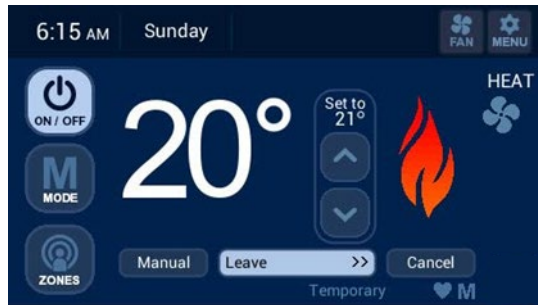 6:15 AM Sunday
FAN MENU
HEAT
ON / OFF
20°
Set to
21°
M
MODE
ZONES
Manual Leave >> Cancel
Temporary M